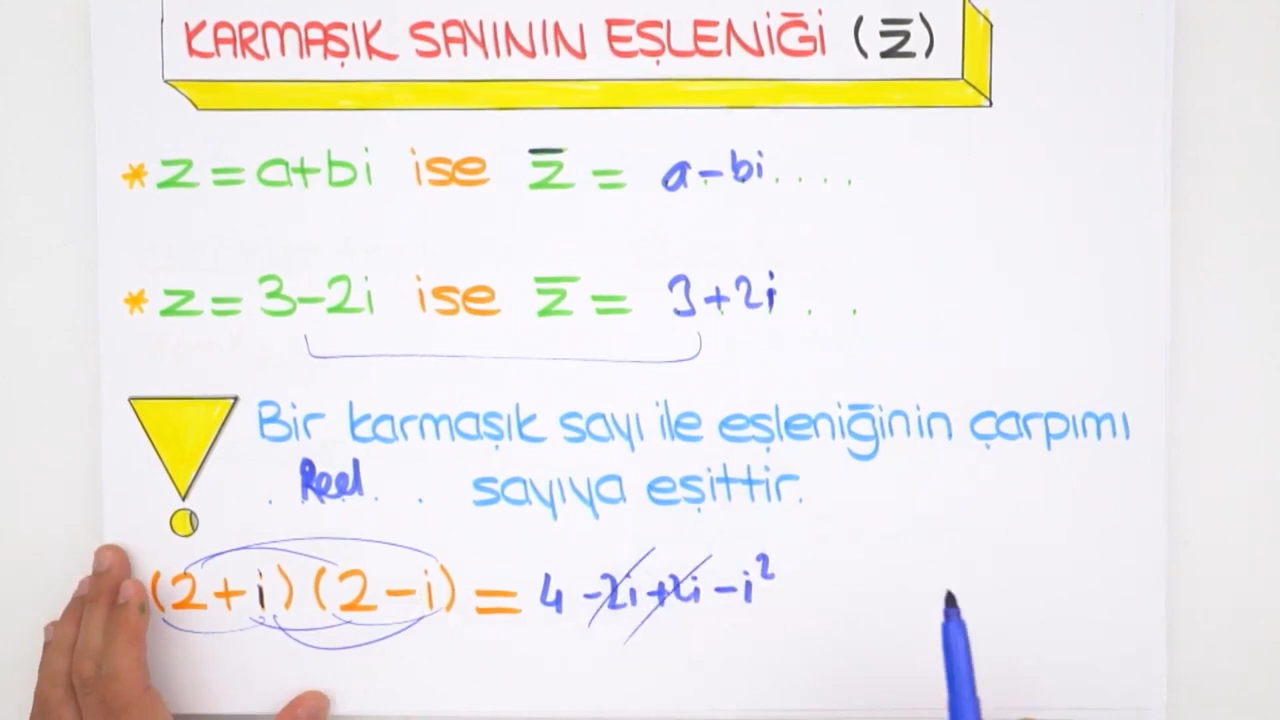 KARMAŞIK SAYININ EŞLENİĞİ (z̅)
* z = a+bi ise z̅ = a-bi....
* z = 3-2i ise z̅ = 3+2i . .
Bir karmaşık sayı ile eşleniğinin çarpımı
. Reel . . sayıya eşittir.
(2+i)(2-i) = 4 -2i +2i -i²